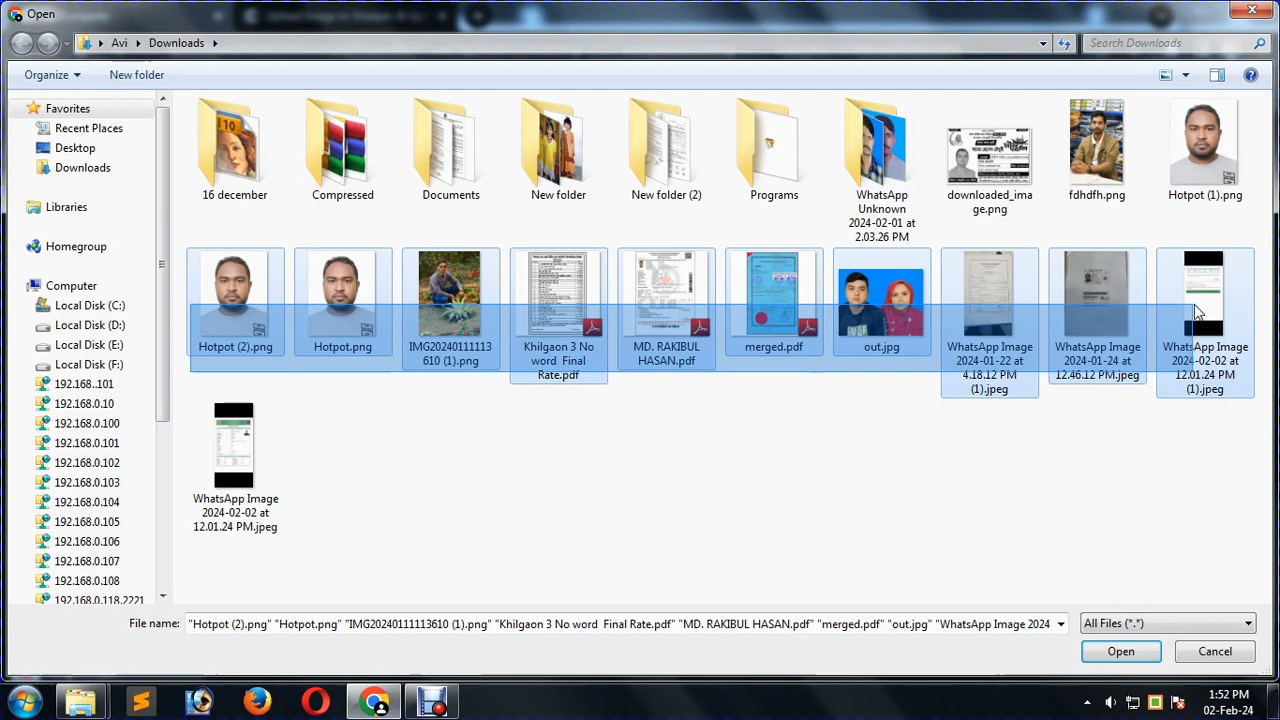 Open
Avi
Downloads
Search Downloads
Organize
New folder
Favorites
Recent Places
Desktop
Downloads
Libraries
Homegroup
Computer
Local Disk (C:)
Local Disk (D:)
Local Disk (E:)
Local Disk (F:)
192.168..101
192.168.0.10
192.168.0.100
192.168.0.101
192.168.0.102
192.168.0.103
192.168.0.104
192.168.0.105
192.168.0.106
192.168.0.107
192.168.0.108
192.168.0.118.2221
10
16 december
Compressed
Documents
New folder
New folder (2)
Programs
WhatsApp
Unknown
2024-02-01 at
2.03.26 PM
downloaded_ima
ge.png
fdhdfh.png
Hotpot (1).png
Hotpot (2).png
Hotpot.png
IMG20240111113
610 (1).png
Khilgaon 3 No
word  Final
Rate.pdf
MD. RAKIBUL
HASAN.pdf
merged.pdf
out.jpg
WhatsApp Image
2024-01-22 at
4.18.12 PM
(1).jpeg
WhatsApp Image
2024-01-24 at
12.46.12 PM.jpeg
WhatsApp Image
2024-02-02 at
12.01.24 PM
(1).jpeg
WhatsApp Image
2024-02-02 at
12.01.24 PM.jpeg
File name:
"Hotpot (2).png" "Hotpot.png" "IMG20240111113610 (1).png" "Khilgaon 3 No word  Final Rate.pdf" "MD. RAKIBUL HASAN.pdf" "merged.pdf" "out.jpg" "WhatsApp Image 2024
All Files (*.*)
Open
Cancel
1:52 PM
02-Feb-24